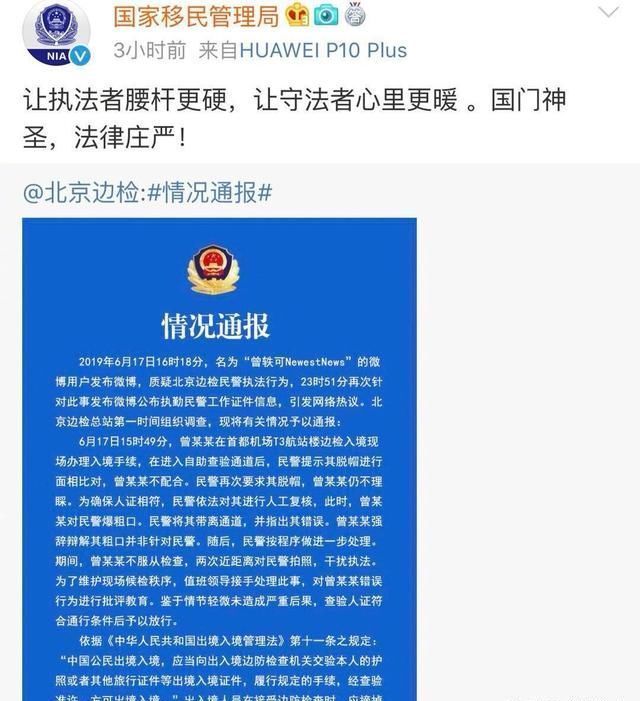 国家移民管理局
NIA
3小时前 来自HUAWEI P10 Plus
让执法者腰杆更硬，让守法者心里更暖 。国门神
圣，法律庄严！
@北京边检:#情况通报#
情况通报
2019年6月17日16时18分，名为“曾轶可NewestNews”的微
博用户发布微博，质疑北京边检民警执法行为，23时51分再次针
对此事发布微博公布执勤民警工作证件信息，引发网络热议。北
京边检总站第一时间组织调查，现将有关情况予以通报：
6月17日15时49分，曾某某在首都机场T3航站楼边检入境现
场办理入境手续，在进入自助查验通道后，民警提示其脱帽进行
面相比对，曾某某不配合。民警再次要求其脱帽，曾某某仍不理
睬。为确保人证相符，民警依法对其进行人工复核，此时，曾某
某对民警爆粗口。民警将其带离通道，并指出其错误。曾某某强
辞辩解其粗口并非针对民警。随后，民警按程序做进一步处理。
期间，曾某某不服从检查，两次近距离对民警拍照，干扰执法。
为了维护现场候检秩序，值班领导接手处理此事，对曾某某错误
行为进行批评教育。鉴于情节轻微未造成严重后果，查验人证符
合通行条件后予以放行。
依据《中华人民共和国出境入境管理法》第十一条之规定：
“中国公民出境入境，应当向出入境边防检查机关交验本人的护
照或者其他旅行证件等出境入境证件，履行规定的手续，经查验
准许，方可出境入境。”出入境人员在接受边防检查时，应摘掉